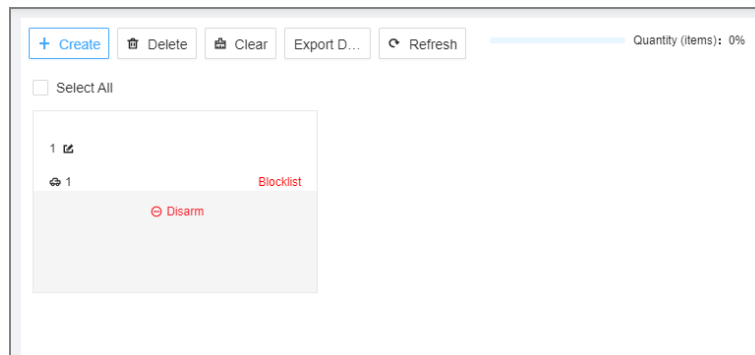 + Create Delete Clear Export D... Refresh Quantity (items): 0%
Select All
1
1 Blocklist
Disarm